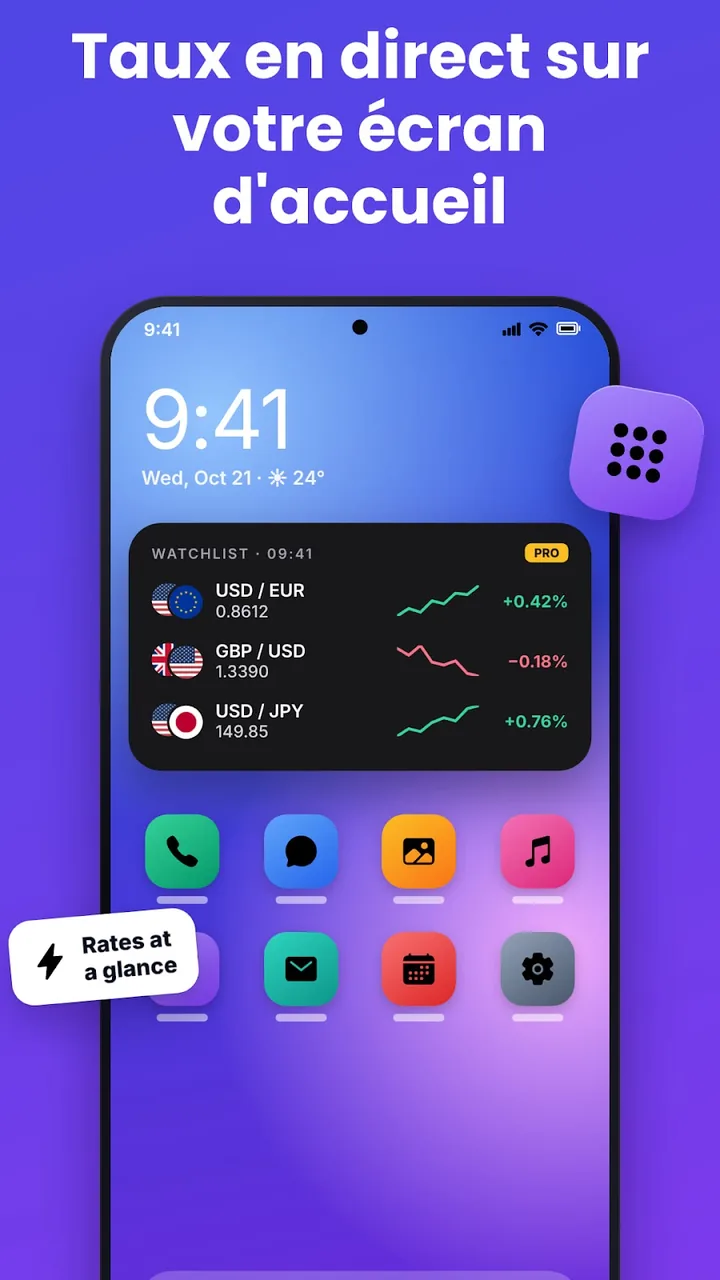 Taux en direct sur
votre écran
d'accueil
9:41
9:41
Wed, Oct 21 · ☀ 24°
WATCHLIST · 09:41
PRO
USD / EUR
0.8612
+0.42%
GBP / USD
1.3390
−0.18%
USD / JPY
149.85
+0.76%
Rates at
a glance